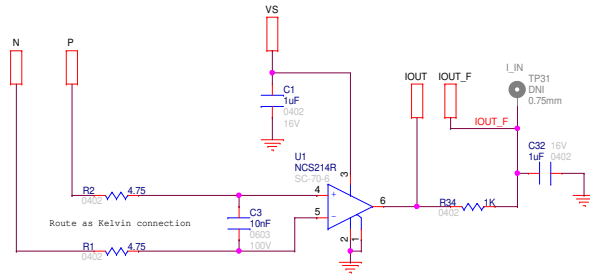 N
P
VS
IOUT
IOUT_F
I_IN
TP31
DNI
0.75mm
IOUT_F
C1
1uF
0402
16V
C32
16V
1uF
0402
U1
NCS214R
SC-70-6
3
R2
4.75
0402
4
+
6
R34
1K
0402
Route as Kelvin connection
C3
10nF
0603
100V
5
−
R1
4.75
0402
2
1